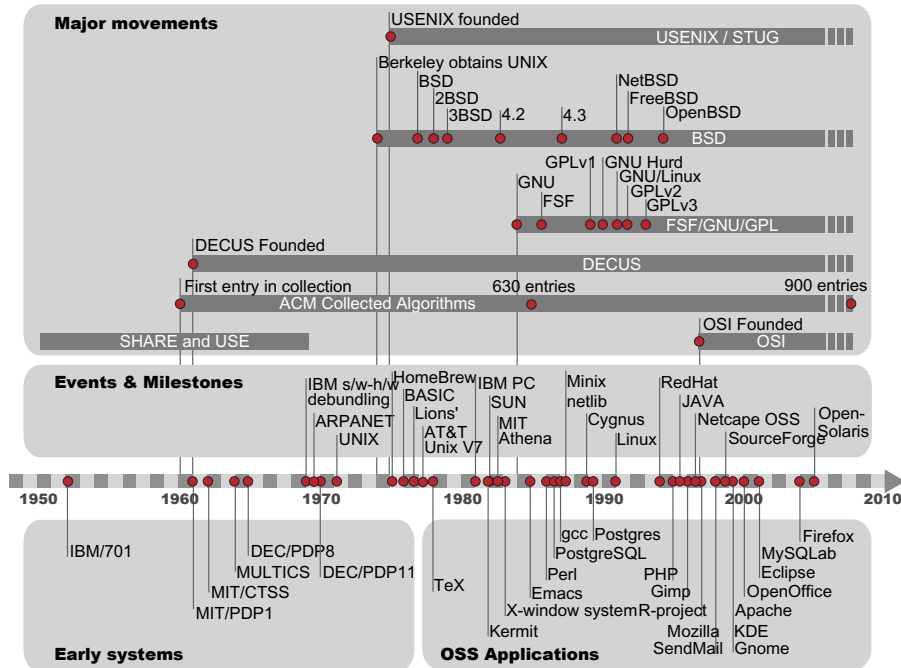 Major movements
USENIX founded
USENIX / STUG
Berkeley obtains UNIX
BSD
2BSD
3BSD
4.2
4.3
NetBSD
FreeBSD
OpenBSD
BSD
GNU
FSF
GPLv1
GNU Hurd
GNU/Linux
GPLv2
GPLv3
FSF/GNU/GPL
DECUS Founded
DECUS
First entry in collection
630 entries
900 entries
ACM Collected Algorithms
OSI Founded
SHARE and USE
OSI
Events & Milestones
IBM s/w-h/w
debundling
ARPANET
UNIX
HomeBrew
BASIC
Lions'
AT&T
Unix V7
IBM PC
SUN
MIT
Athena
Minix
netlib
Cygnus
Linux
RedHat
JAVA
Netcape OSS
SourceForge
Open-
Solaris
1950
1960
1970
1980
1990
2000
2010
IBM/701
DEC/PDP8
MULTICS
DEC/PDP11
MIT/CTSS
MIT/PDP1
Early systems
TeX
gcc
Postgres
PostgreSQL
Perl
Emacs
X-window system
Kermit
PHP
Gimp
R-project
Mozilla
SendMail
Firefox
MySQLab
Eclipse
OpenOffice
Apache
KDE
Gnome
OSS Applications